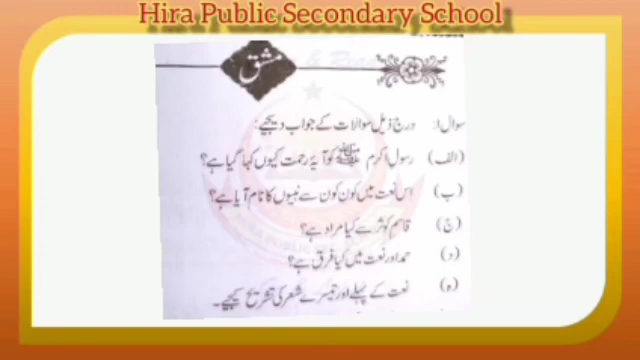 Hira Public Secondary School
مشق
سوال ا: درج ذیل سوالات کے جواب دیجیے:
(الف) رسول اکرم ﷺ کو آیۂ رحمت کیوں کہا گیا ہے؟
(ب) اس نعت میں کون کون سے نبیوں کا نام آیا ہے؟
(ج) قاسمِ کوثر سے کیا مراد ہے؟
(د) حمد اور نعت میں کیا فرق ہے؟
(ہ) نعت کے پہلے اور تیسرے شعر کی تشریح کیجیے۔